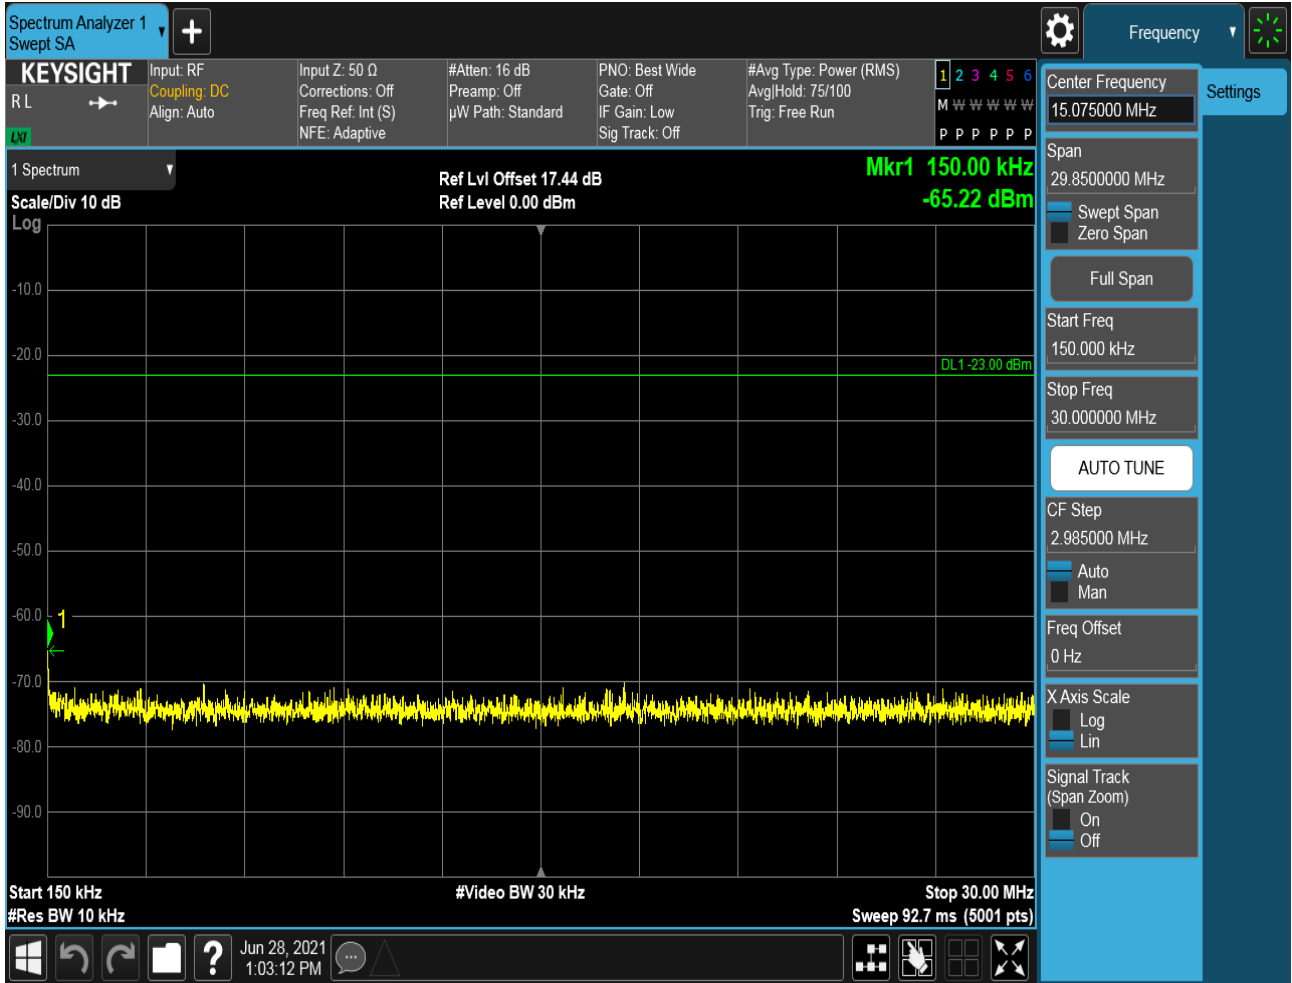 Spectrum Analyzer 1
Swept SA
Frequency
KEYSIGHT
R L
LXI
Input: RF
Coupling: DC
Align: Auto
Input Z: 50 Ω
Corrections: Off
Freq Ref: Int (S)
NFE: Adaptive
#Atten: 16 dB
Preamp: Off
µW Path: Standard
PNO: Best Wide
Gate: Off
IF Gain: Low
Sig Track: Off
#Avg Type: Power (RMS)
Avg|Hold: 75/100
Trig: Free Run
1 2 3 4 5 6
M W W W W W
P P P P P P
Center Frequency
15.075000 MHz
Settings
1 Spectrum
Scale/Div 10 dB
Log
Ref Lvl Offset 17.44 dB
Ref Level 0.00 dBm
Mkr1 150.00 kHz
-65.22 dBm
-10.0
-20.0
DL1 -23.00 dBm
-30.0
-40.0
-50.0
-60.0
1
-70.0
-80.0
-90.0
Start 150 kHz
#Res BW 10 kHz
#Video BW 30 kHz
Stop 30.00 MHz
Sweep 92.7 ms (5001 pts)
Span
29.8500000 MHz
Swept Span
Zero Span
Full Span
Start Freq
150.000 kHz
Stop Freq
30.000000 MHz
AUTO TUNE
CF Step
2.985000 MHz
Auto
Man
Freq Offset
0 Hz
X Axis Scale
Log
Lin
Signal Track
(Span Zoom)
On
Off
?
Jun 28, 2021
1:03:12 PM